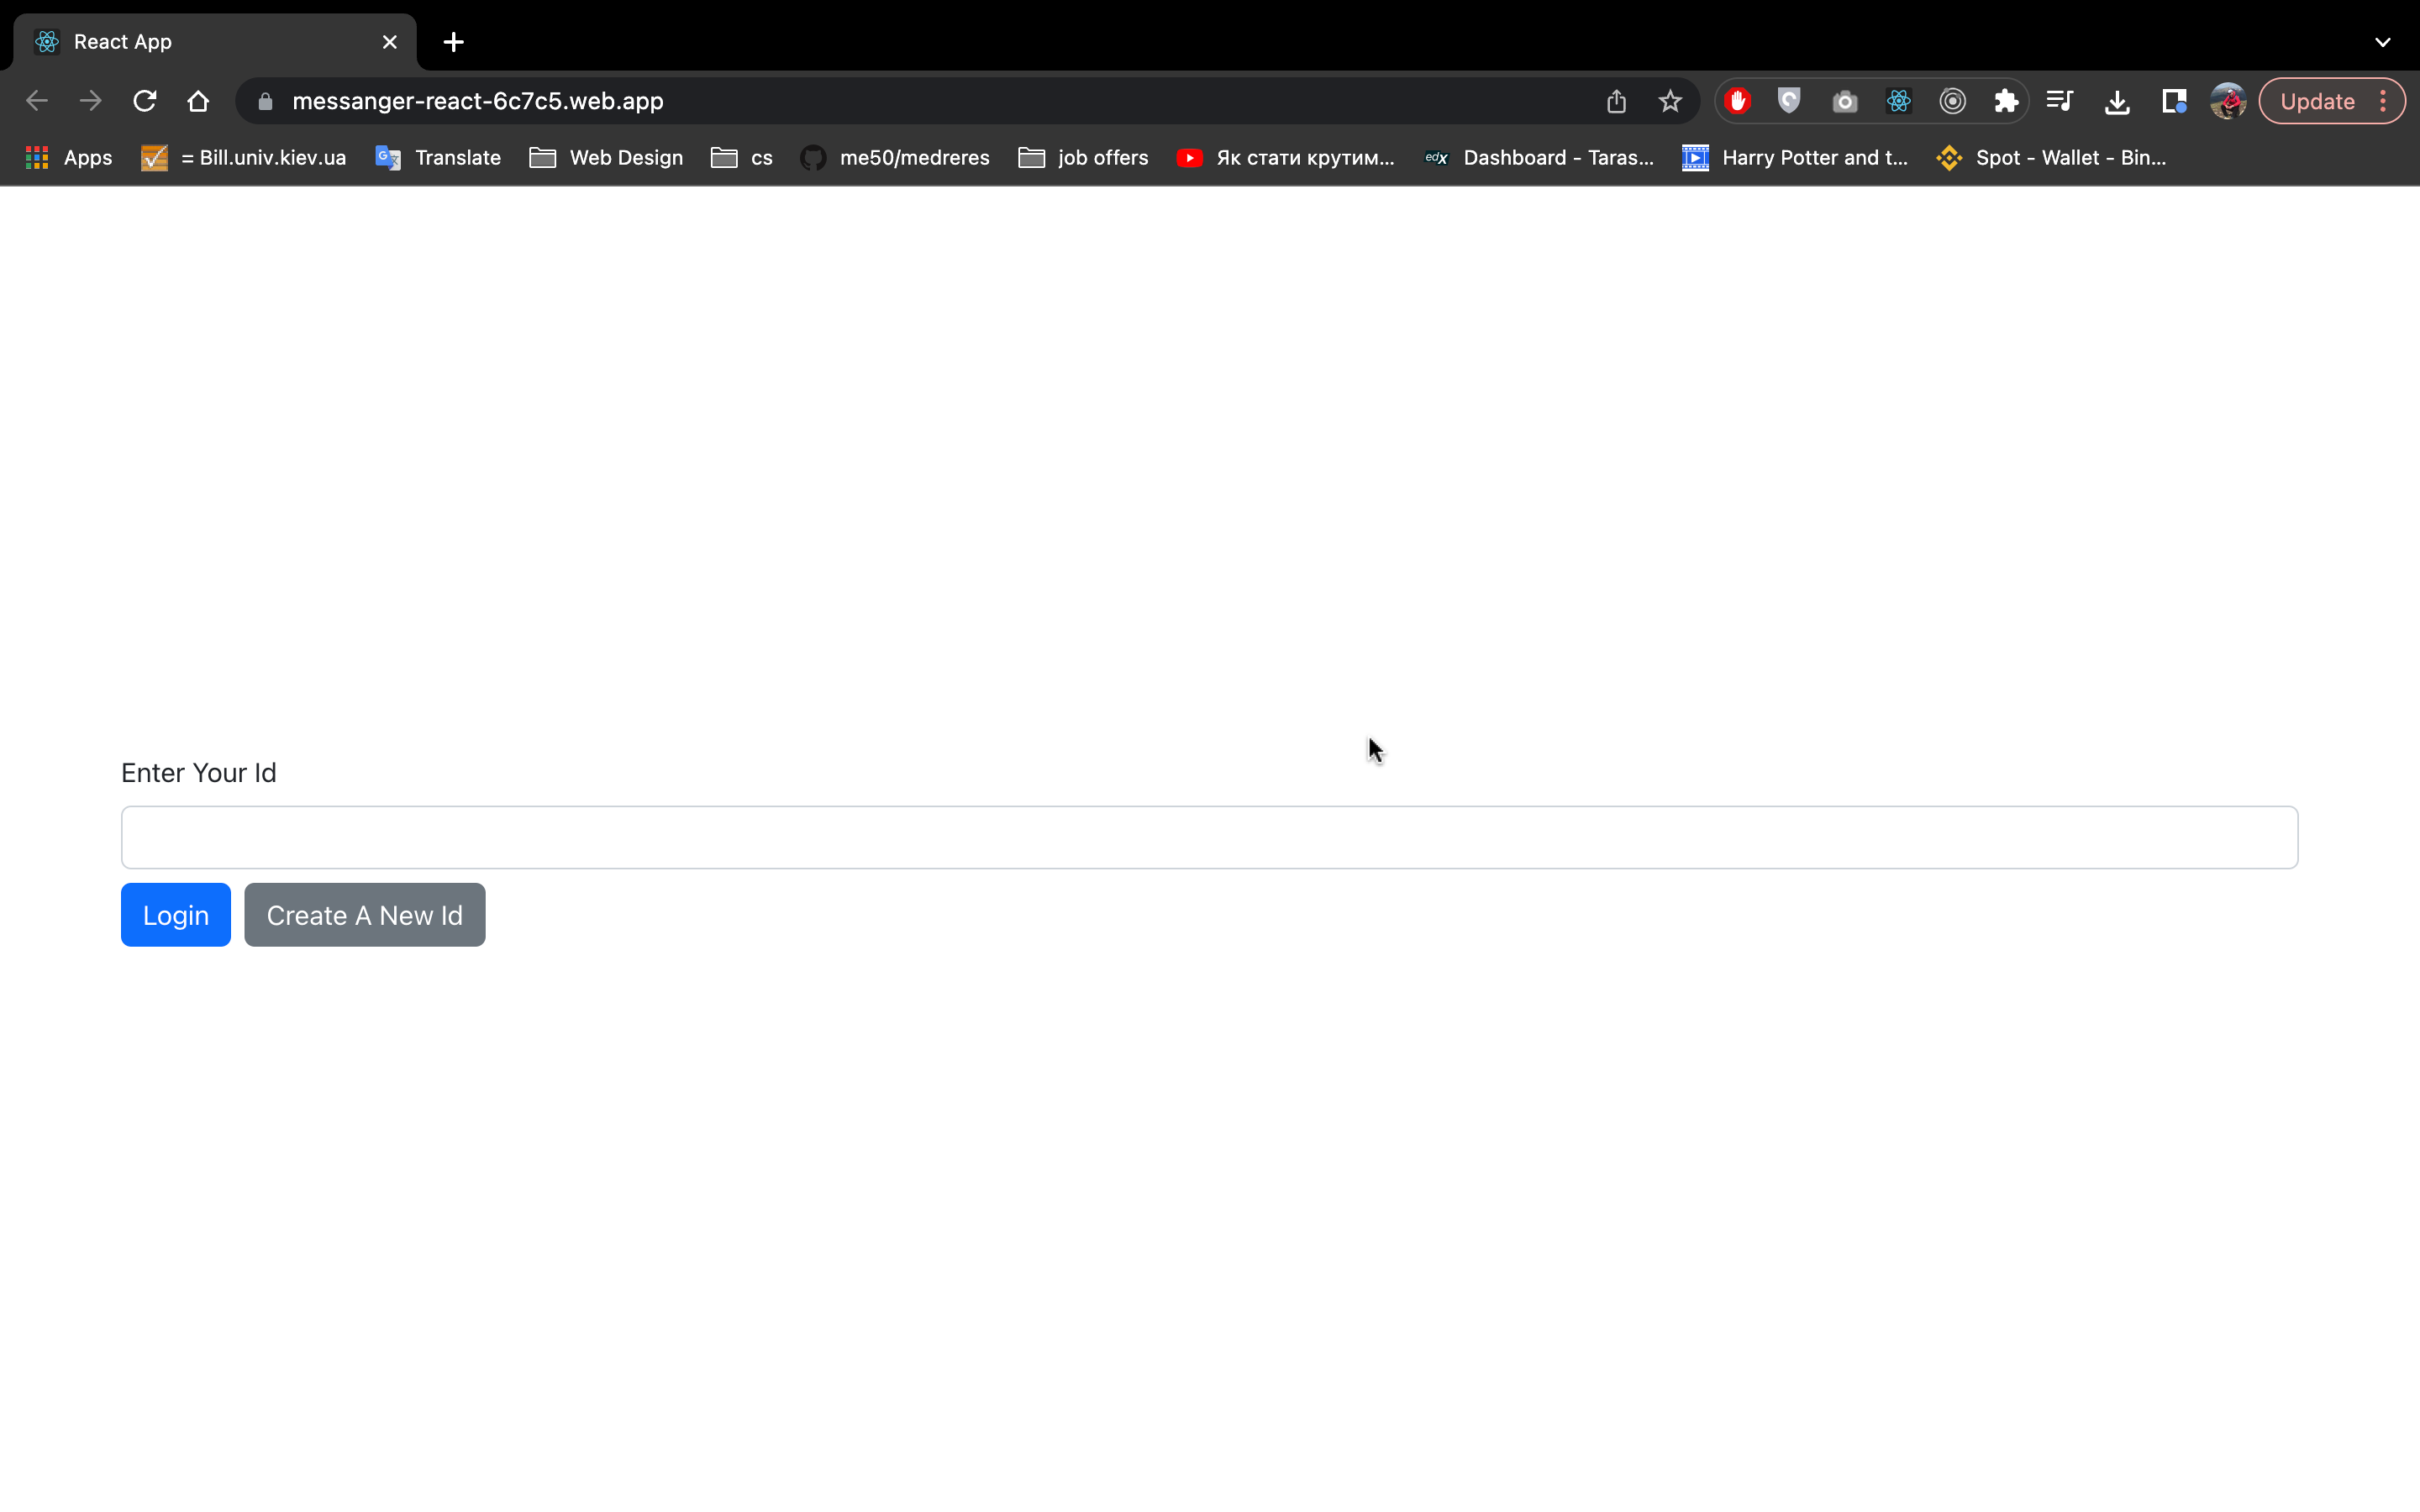 React App
messanger-react-6c7c5.web.app
Update
Apps
= Bill.univ.kiev.ua
Translate
Web Design
cs
me50/medreres
job offers
Як стати крутим...
edX
Dashboard - Taras...
Harry Potter and t...
Spot - Wallet - Bin...
Enter Your Id
Login
Create A New Id